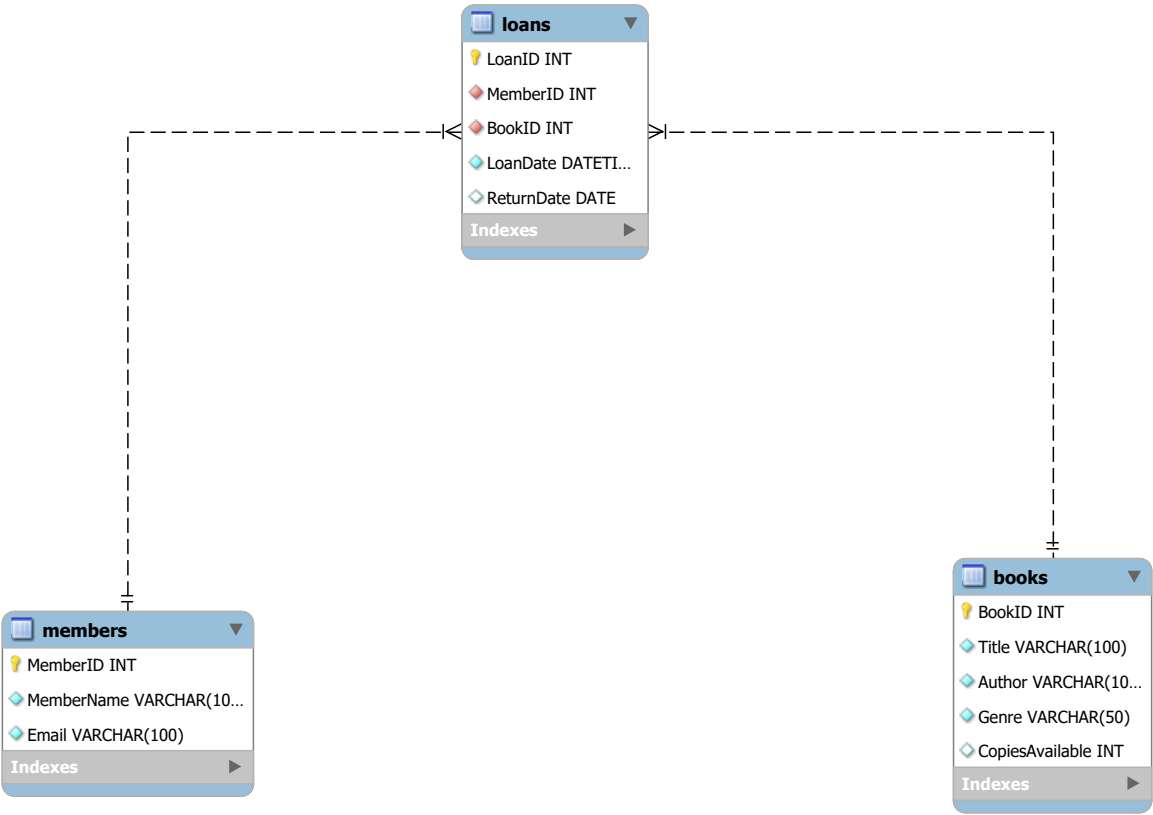 loans
LoanID INT
MemberID INT
BookID INT
LoanDate DATETI...
ReturnDate DATE
Indexes
members
MemberID INT
MemberName VARCHAR(10...
Email VARCHAR(100)
Indexes
books
BookID INT
Title VARCHAR(100)
Author VARCHAR(10...
Genre VARCHAR(50)
CopiesAvailable INT
Indexes